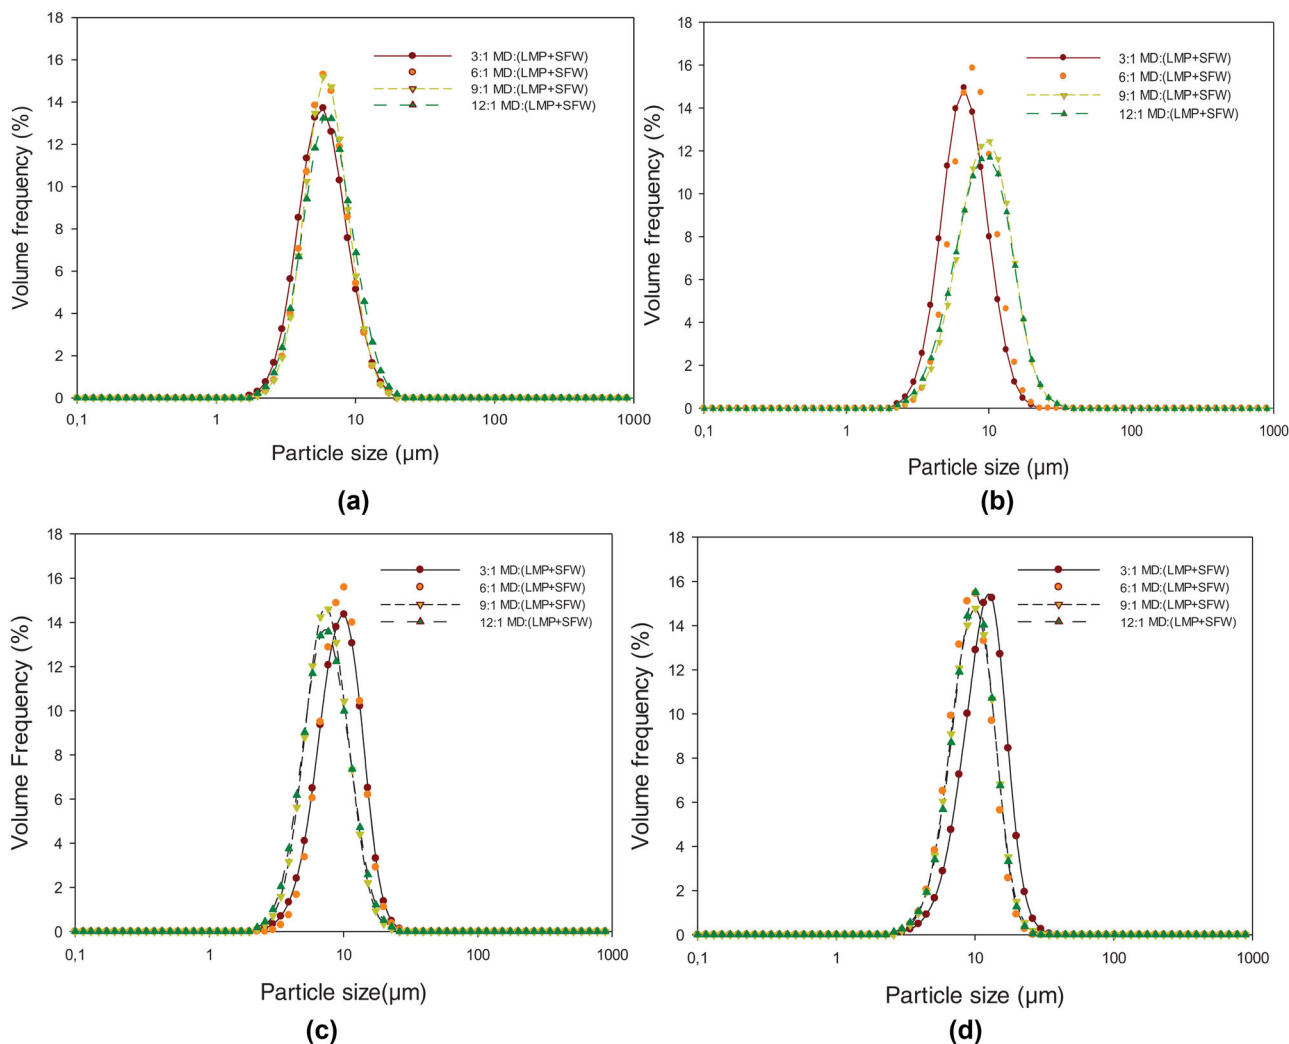 18
16
14
12
10
8
6
4
2
0
Volume frequency (%)
3:1 MD:(LMP+SFW)
6:1 MD:(LMP+SFW)
9:1 MD:(LMP+SFW)
12:1 MD:(LMP+SFW)
0,1 1 10 100 1000
Particle size (µm)
(a)
18
16
14
12
10
8
6
4
2
0
Volume frequency (%)
3:1 MD:(LMP+SFW)
6:1 MD:(LMP+SFW)
9:1 MD:(LMP+SFW)
12:1 MD:(LMP+SFW)
0,1 1 10 100 1000
Particle size (µm)
(b)
18
16
14
12
10
8
6
4
2
0
Volume Frequency (%)
3:1 MD:(LMP+SFW)
6:1 MD:(LMP+SFW)
9:1 MD:(LMP+SFW)
12:1 MD:(LMP+SFW)
0,1 1 10 100 1000
Particle size(µm)
(c)
18
16
14
12
10
8
6
4
2
0
Volume frequency (%)
3:1 MD:(LMP+SFW)
6:1 MD:(LMP+SFW)
9:1 MD:(LMP+SFW)
12:1 MD:(LMP+SFW)
0,1 1 10 100 1000
Particle size (µm)
(d)